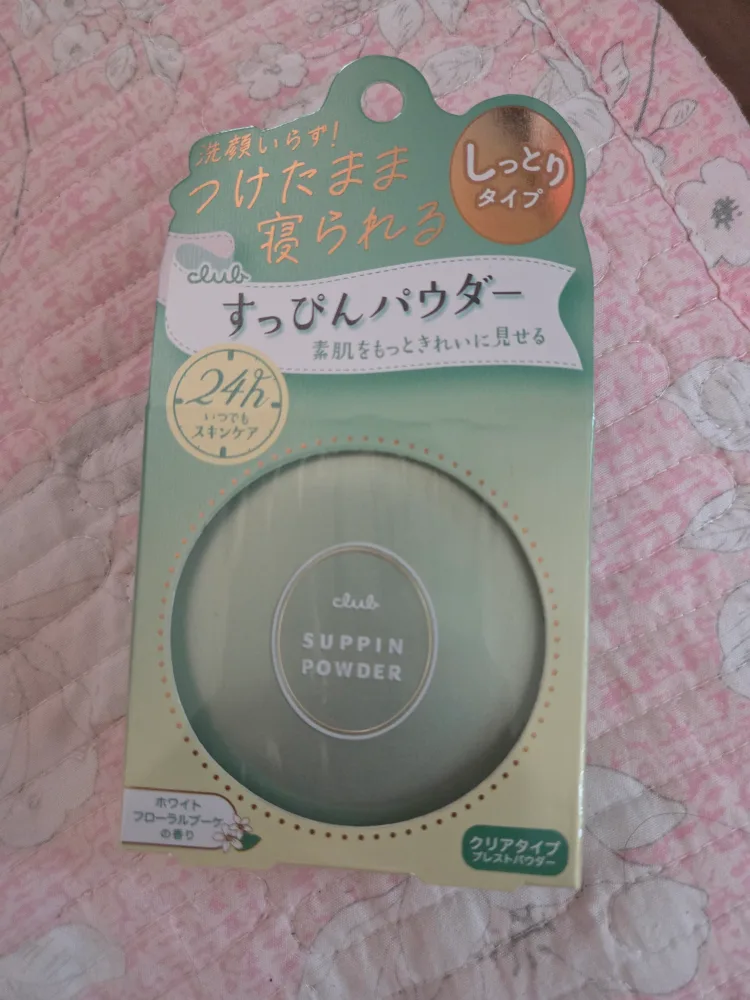 洗顔いらず!
つけたまま
寝られる
しっとり
タイプ
club
すっぴんパウダー
素肌をもっときれいに見せる
24h
いつでも
スキンケア
club
SUPPIN
POWDER
ホワイト
フローラルブーケ
の香り
クリアタイプ
プレストパウダー